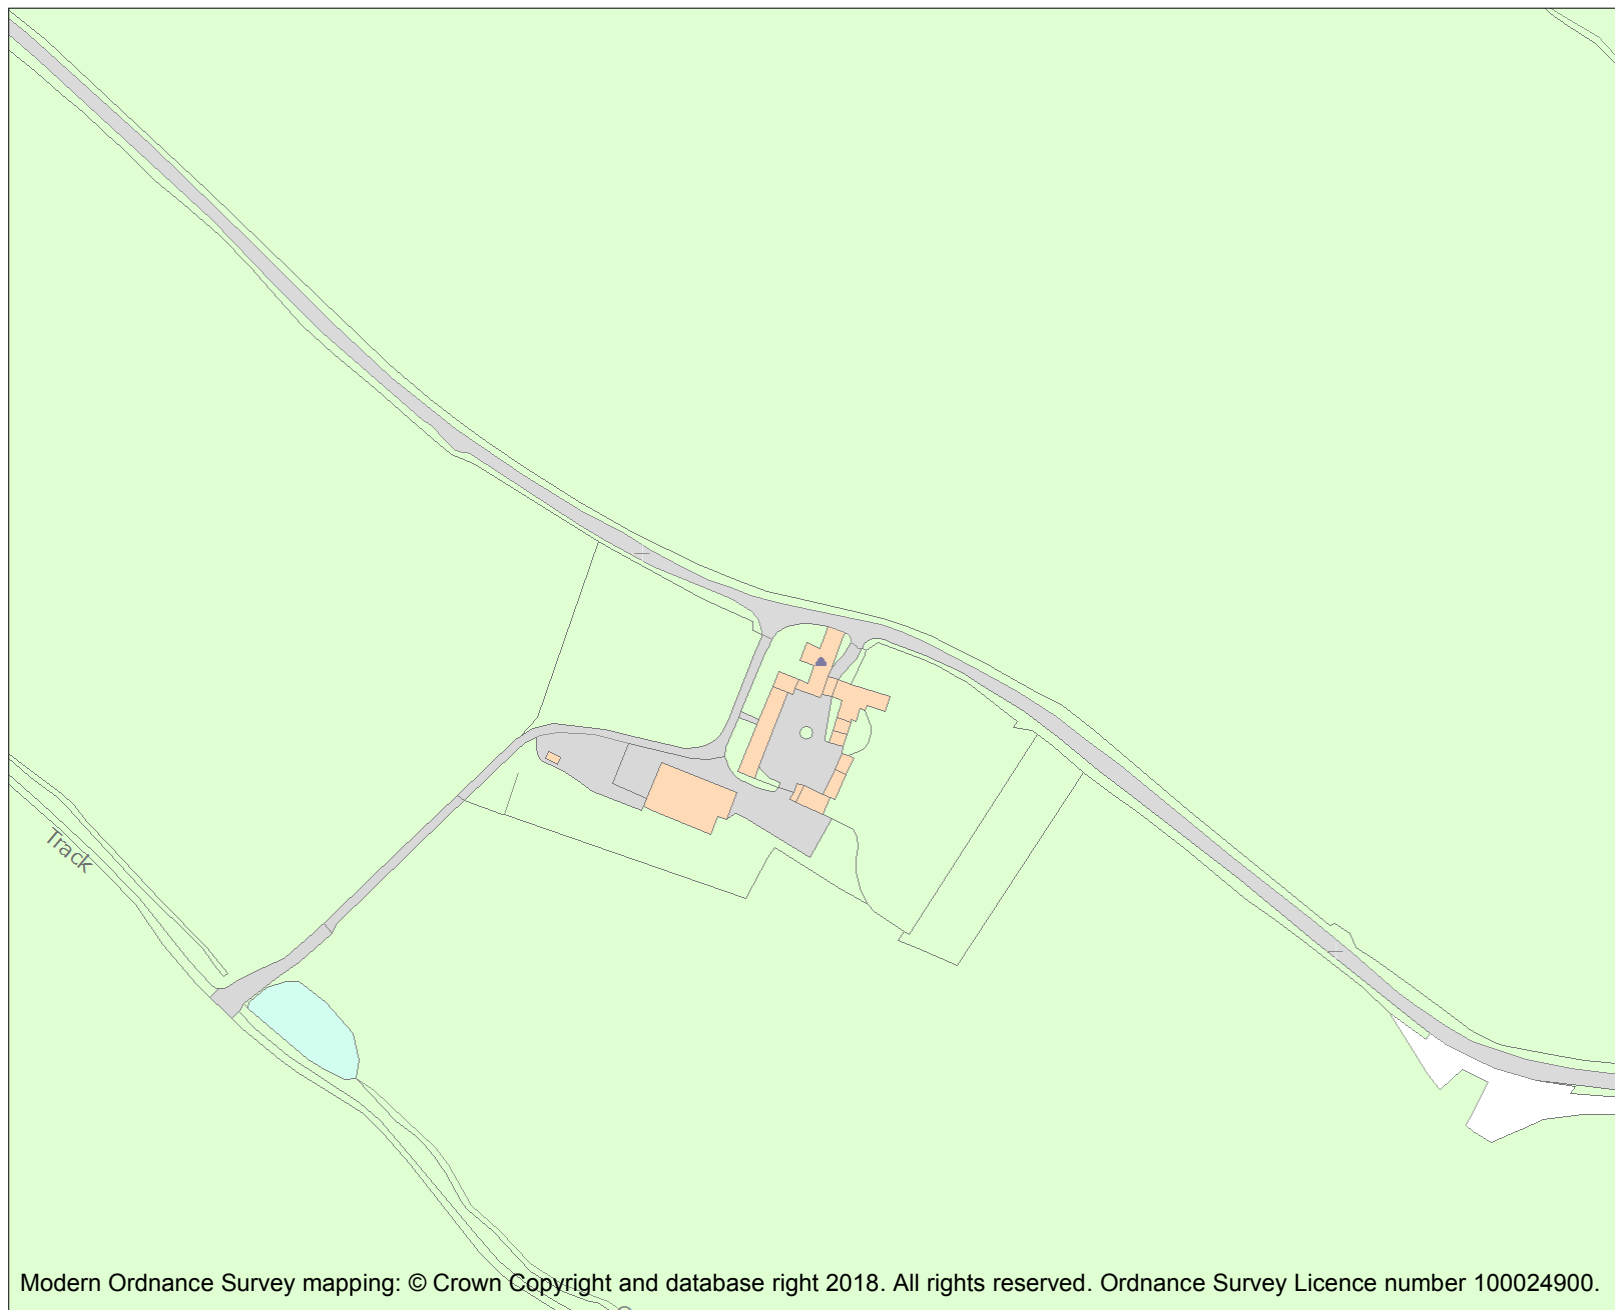 Track
Modern Ordnance Survey mapping: © Crown Copyright and database right 2018. All rights reserved. Ordnance Survey Licence number 100024900.